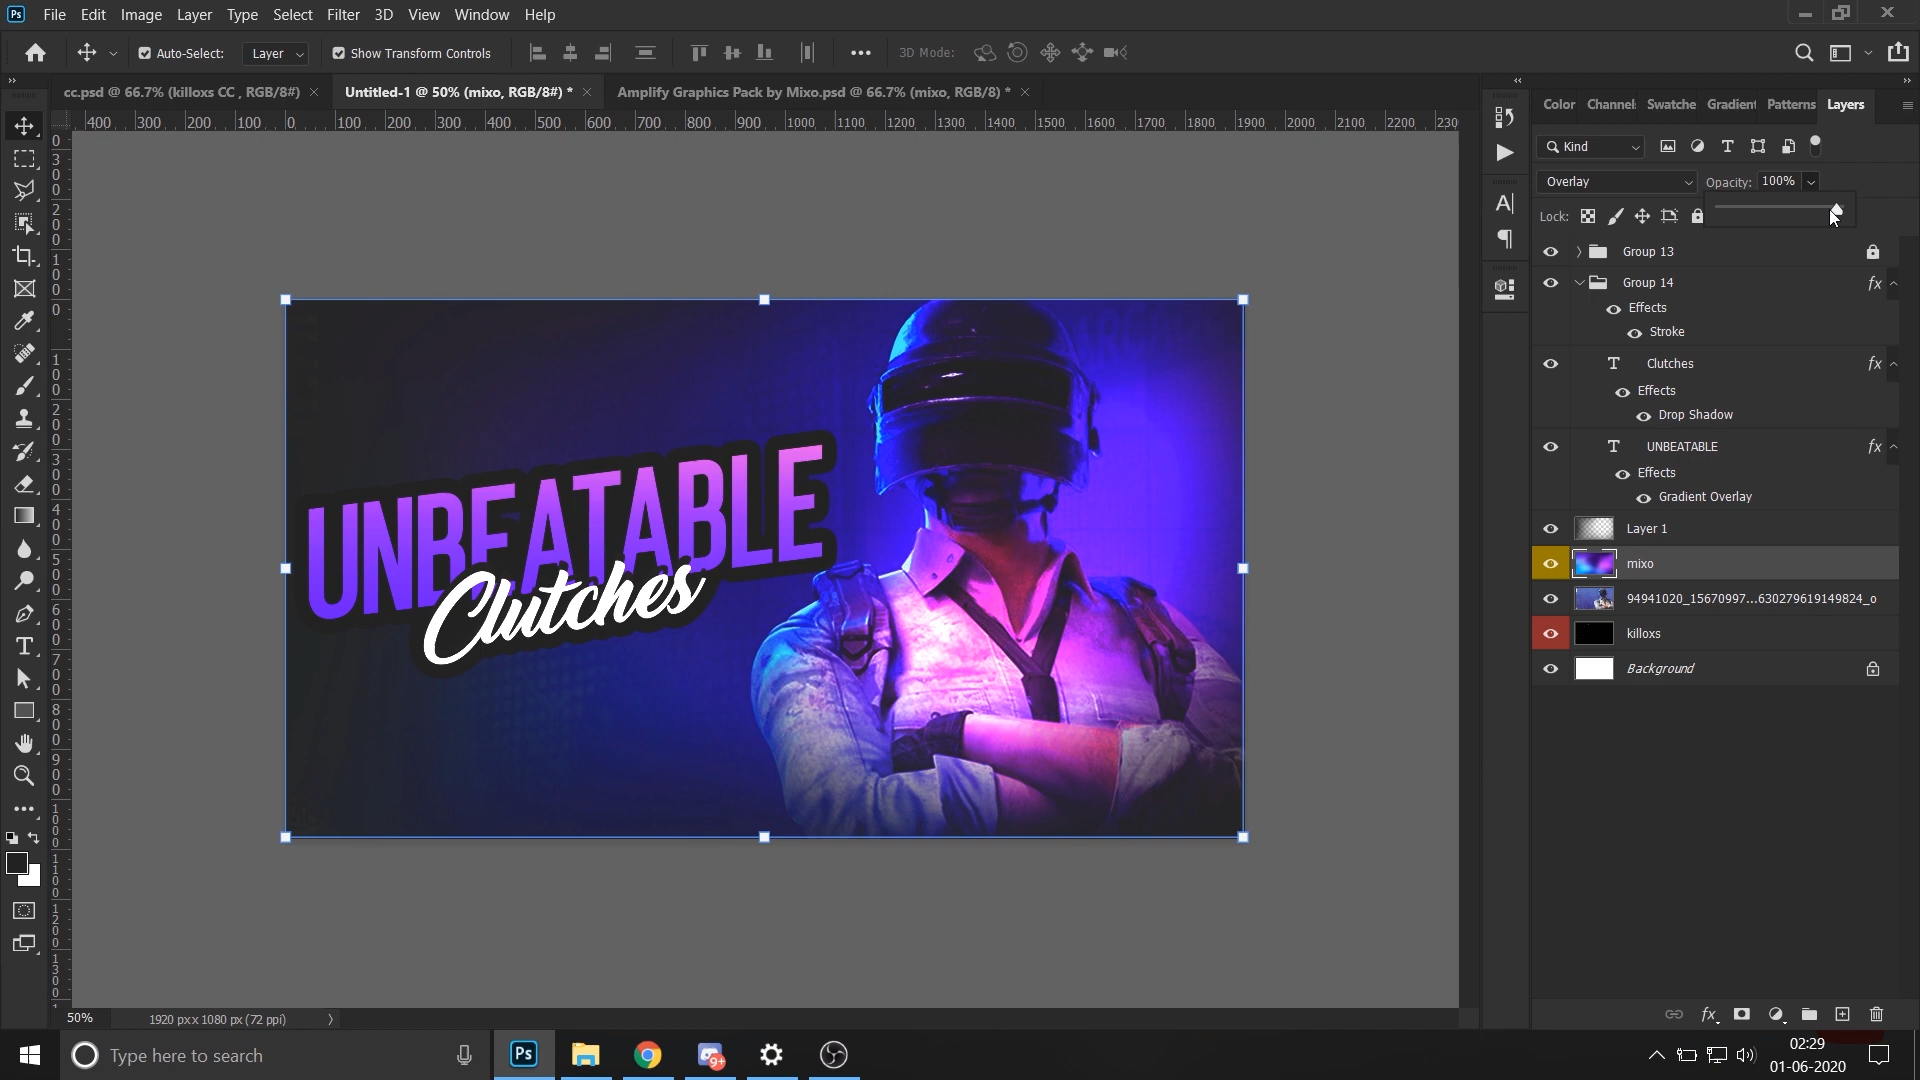 File Edit Image Layer Type Select Filter 3D View Window Help
Auto-Select: Layer Show Transform Controls 3D Mode:
cc.psd @ 66.7% (killoxs CC , RGB/8#) × Untitled-1 @ 50% (mixo, RGB/8#) * × Amplify Graphics Pack by Mixo.psd @ 66.7% (mixo, RGB/8) * ×
400 300 200 100 0 100 200 300 400 500 600 700 800 900 1000 1100 1200 1300 1400 1500 1600 1700 1800 1900 2000 2100 2200 230
Color Channel Swatche Gradient Patterns Layers
Kind
Overlay Opacity: 100%
Lock:
Group 13
Group 14 fx
Effects
Stroke
Clutches fx
Effects
Drop Shadow
UNBEATABLE fx
Effects
Gradient Overlay
Layer 1
mixo
94941020_15670997...630279619149824_o
killoxs
Background
UNBEATABLE
Clutches
50% 1920 px x 1080 px (72 ppi)
Type here to search
Ps
9+
02:29
01-06-2020